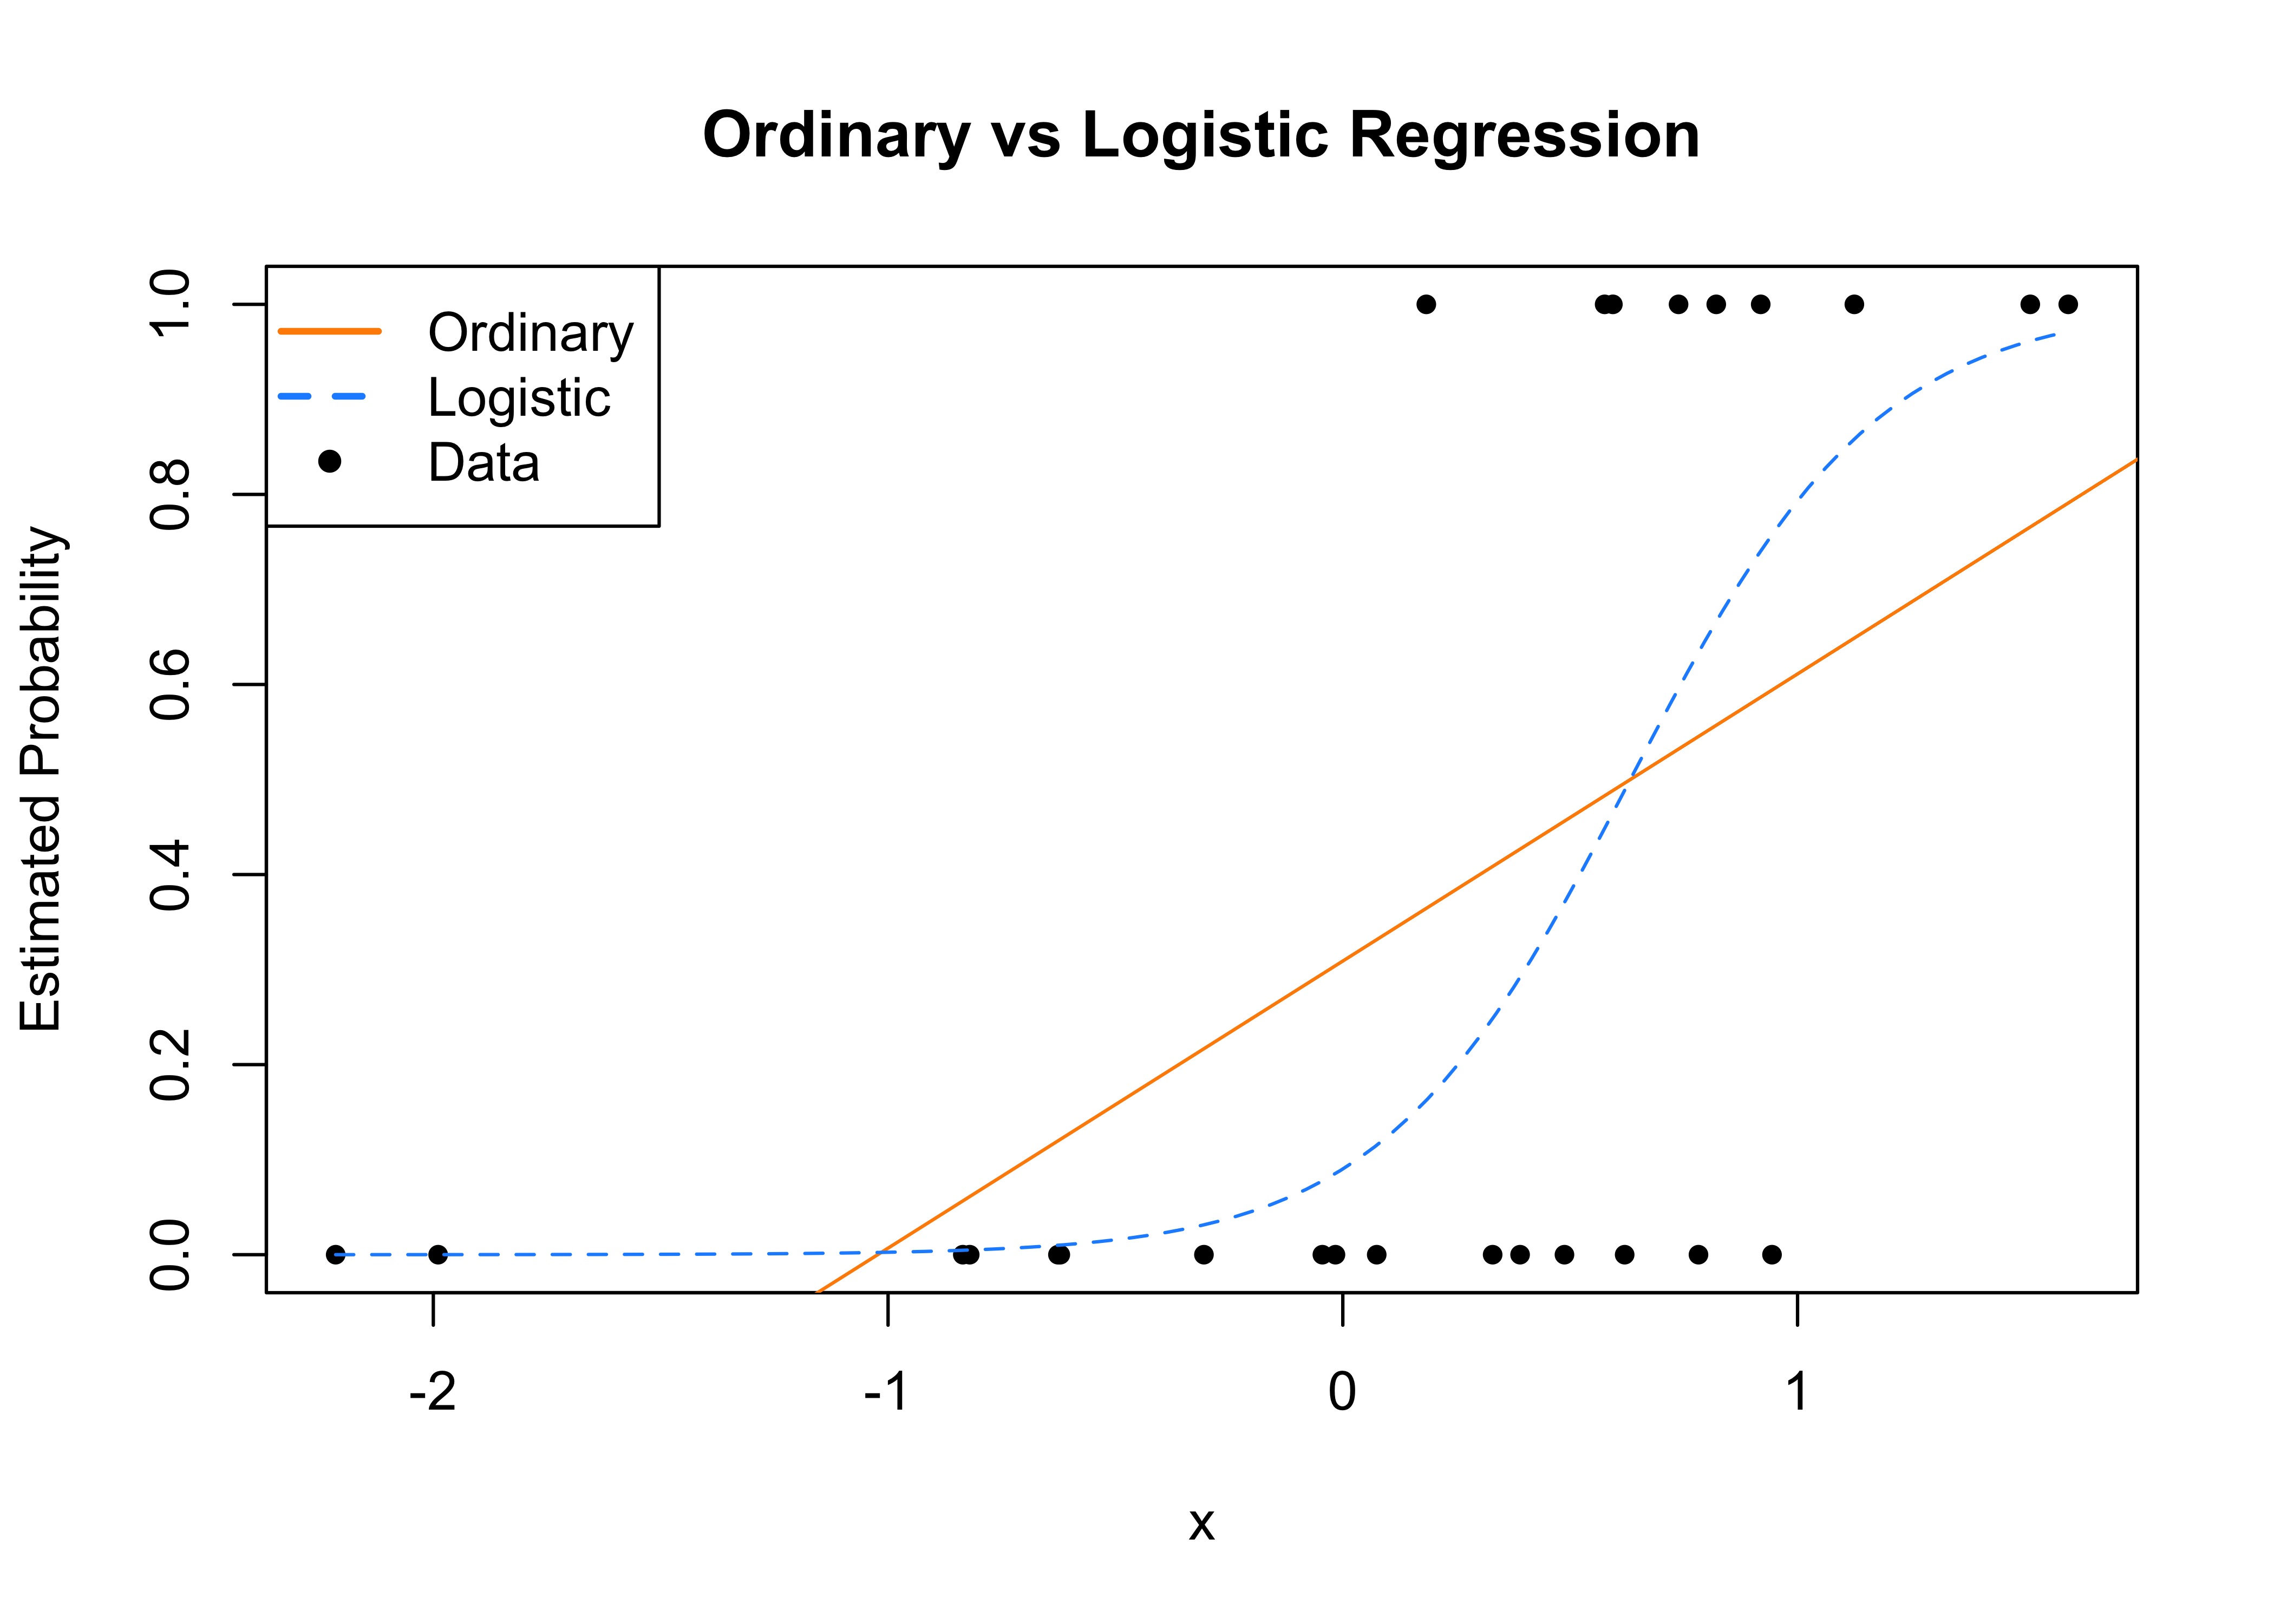 Ordinary vs Logistic Regression
Ordinary
Logistic
Data
Estimated Probability
1.0
0.8
0.6
0.4
0.2
0.0
-2
-1
0
1
x